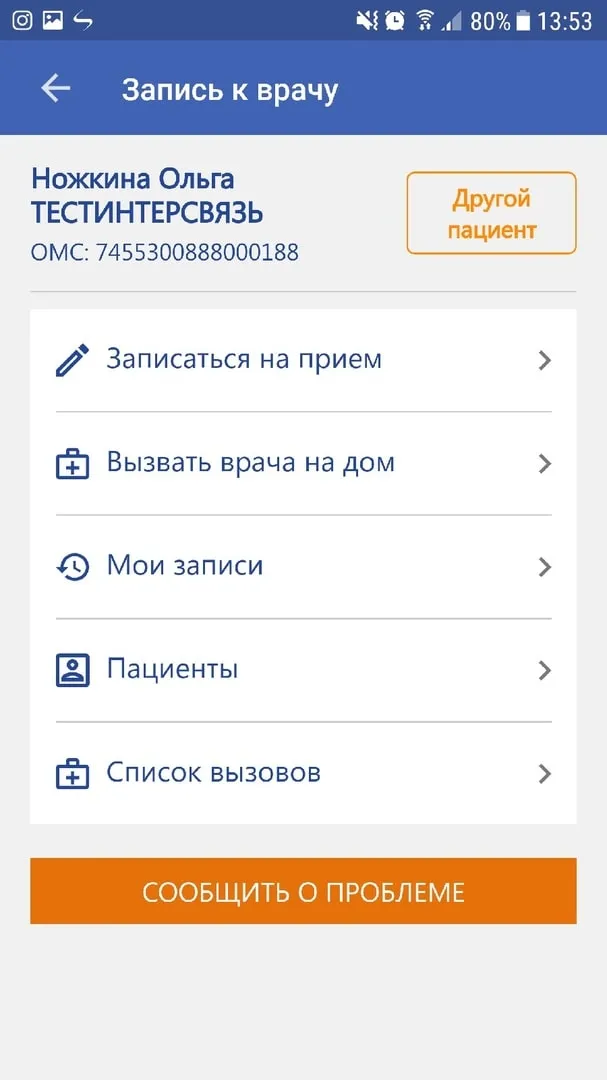 80% 13:53
Запись к врачу
Ножкина Ольга
ТЕСТИНТЕРСВЯЗЬ
ОМС: 7455300888000188
Другой
пациент
Записаться на прием
Вызвать врача на дом
Мои записи
Пациенты
Список вызовов
СООБЩИТЬ О ПРОБЛЕМЕ